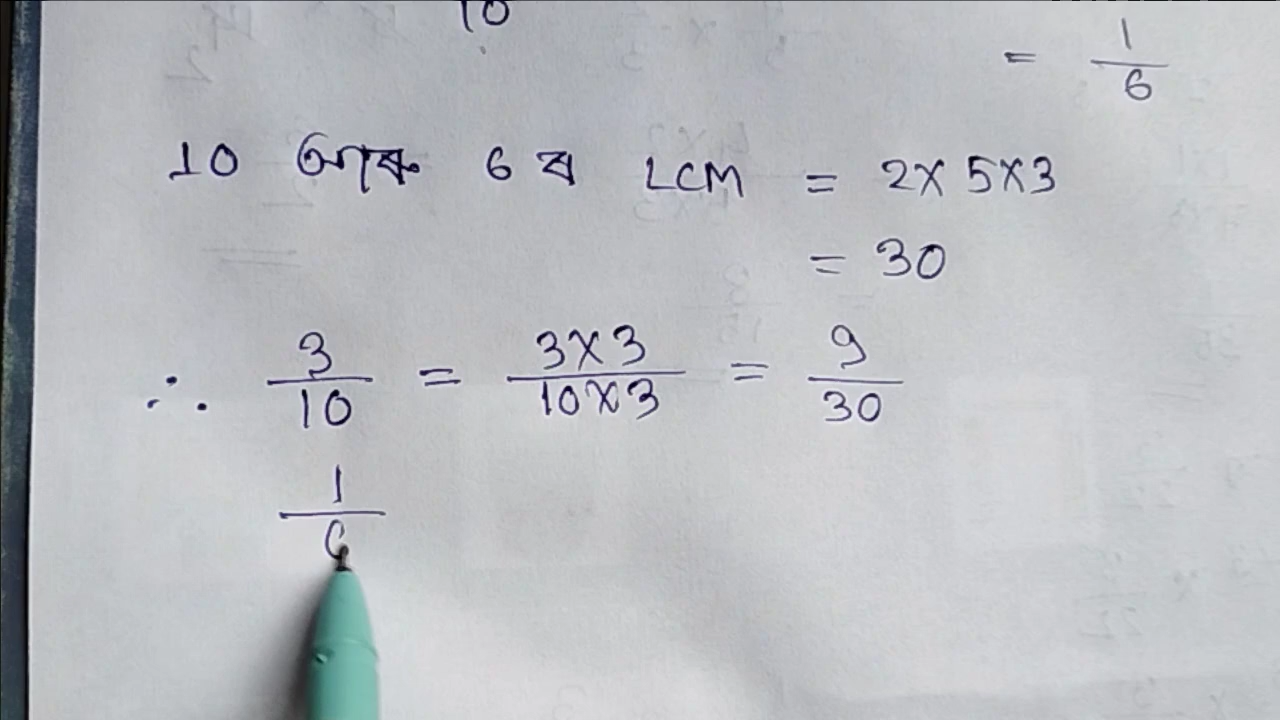 10
= 1/6
10 আৰু 6 ৰ LCM = 2×5×3
= 30
∴ 3/10 = 3×3/10×3 = 9/30
1/6